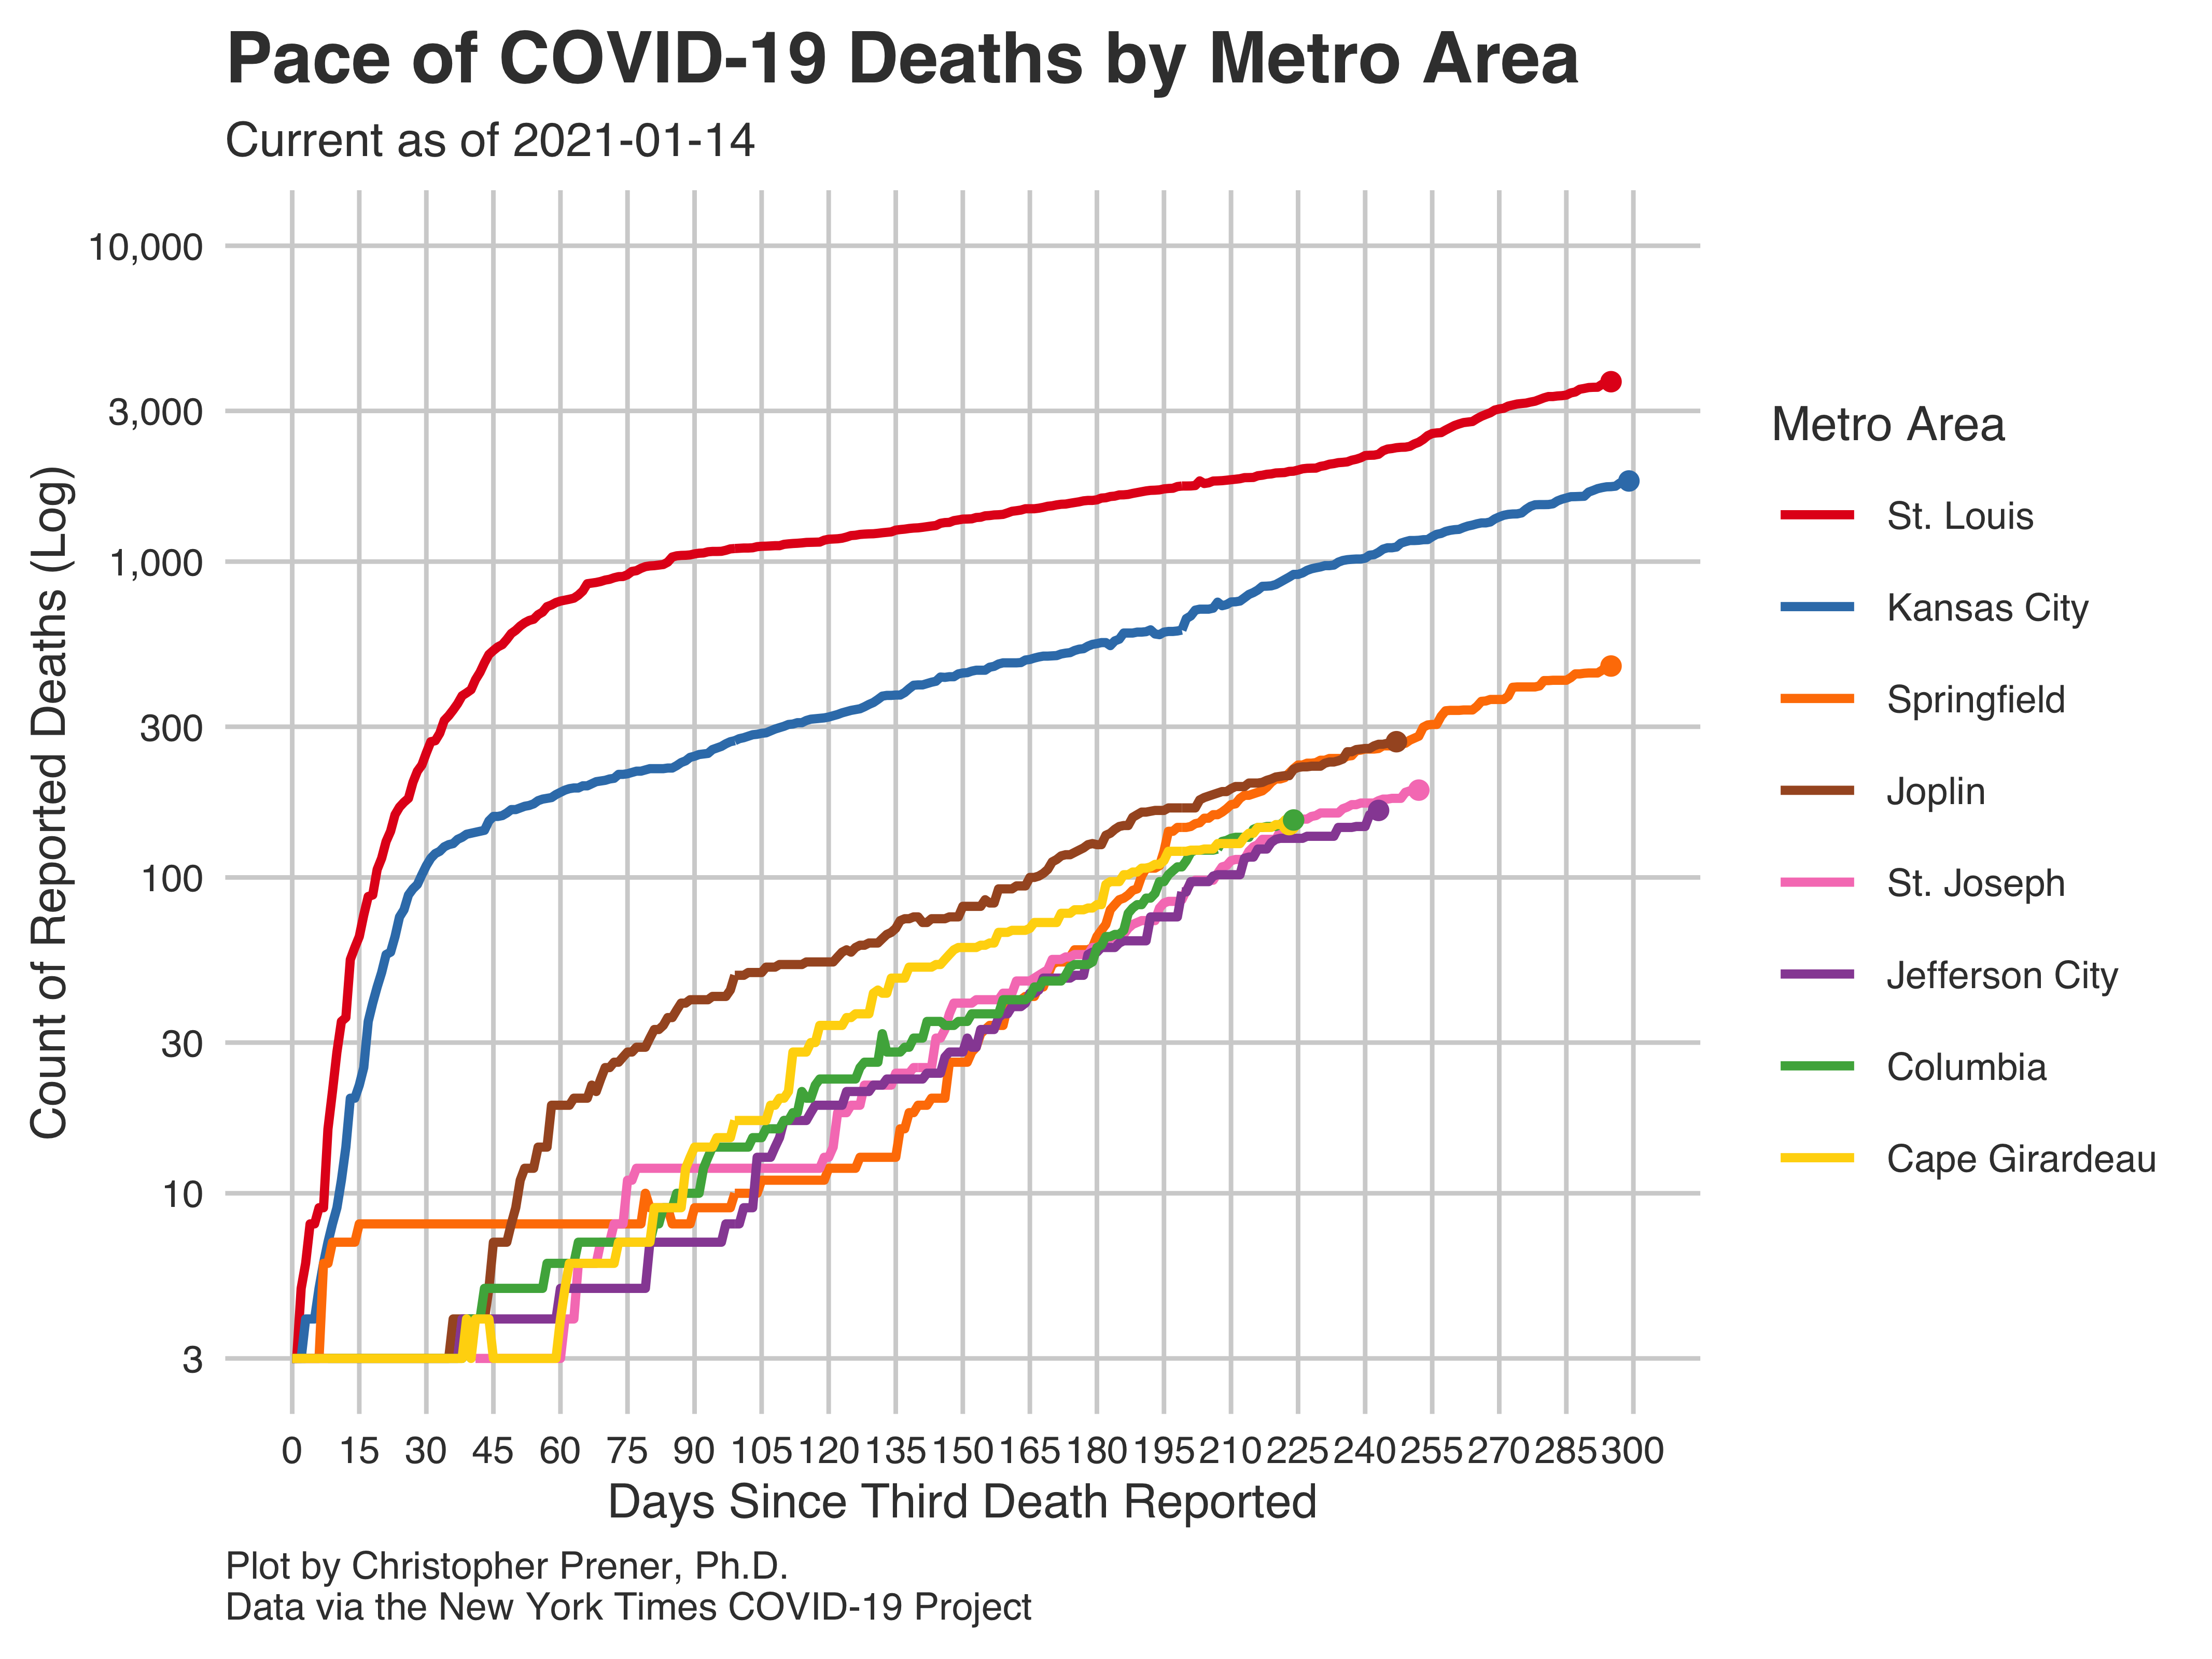 Pace of COVID-19 Deaths by Metro Area
Current as of 2021-01-14
Count of Reported Deaths (Log)
10,000
3,000
1,000
300
100
30
10
3
0 15 30 45 60 75 90 105 120 135 150 165 180 195 210 225 240 255 270 285 300
Days Since Third Death Reported
Metro Area
St. Louis
Kansas City
Springfield
Joplin
St. Joseph
Jefferson City
Columbia
Cape Girardeau
Plot by Christopher Prener, Ph.D.
Data via the New York Times COVID-19 Project